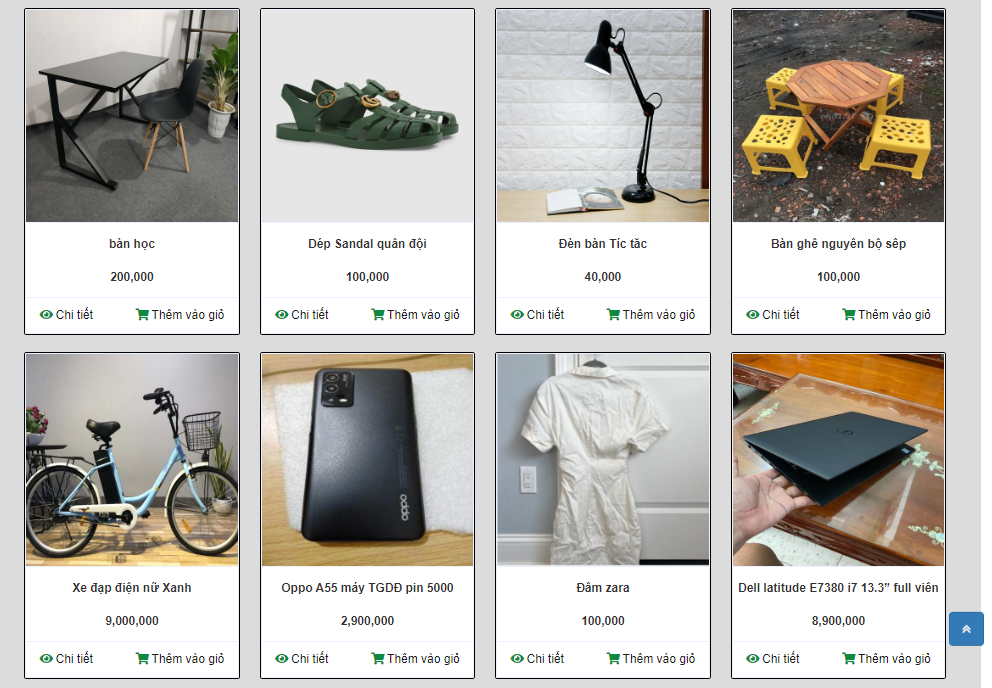 bàn học
Dép Sandal quân đội
Đèn bàn Tíc tắc
Bàn ghế nguyên bộ sếp
200,000
100,000
40,000
100,000
Chi tiết
Thêm vào giỏ
Chi tiết
Thêm vào giỏ
Chi tiết
Thêm vào giỏ
Chi tiết
Thêm vào giỏ
oppo
Xe đạp điện nữ Xanh
Oppo A55 máy TGDĐ pin 5000
Đầm zara
Dell latitude E7380 i7 13.3” full viền
9,000,000
2,900,000
100,000
8,900,000
Chi tiết
Thêm vào giỏ
Chi tiết
Thêm vào giỏ
Chi tiết
Thêm vào giỏ
Chi tiết
Thêm vào giỏ